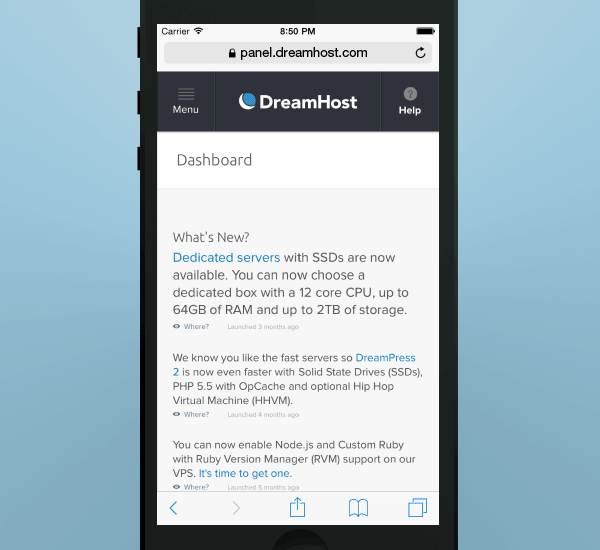 Carrier 8:50 PM
panel.dreamhost.com
Menu DreamHost ? Help
Dashboard
What's New?
Dedicated servers with SSDs are now
available. You can now choose a
dedicated box with a 12 core CPU, up to
64GB of RAM and up to 2TB of storage.
Where? Launched 3 months ago
We know you like the fast servers so DreamPress
2 is now even faster with Solid State Drives (SSDs),
PHP 5.5 with OpCache and optional Hip Hop
Virtual Machine (HHVM).
Where? Launched 4 months ago
You can now enable Node.js and Custom Ruby
with Ruby Version Manager (RVM) support on our
VPS. It's time to get one.
Where? Launched 5 months ago